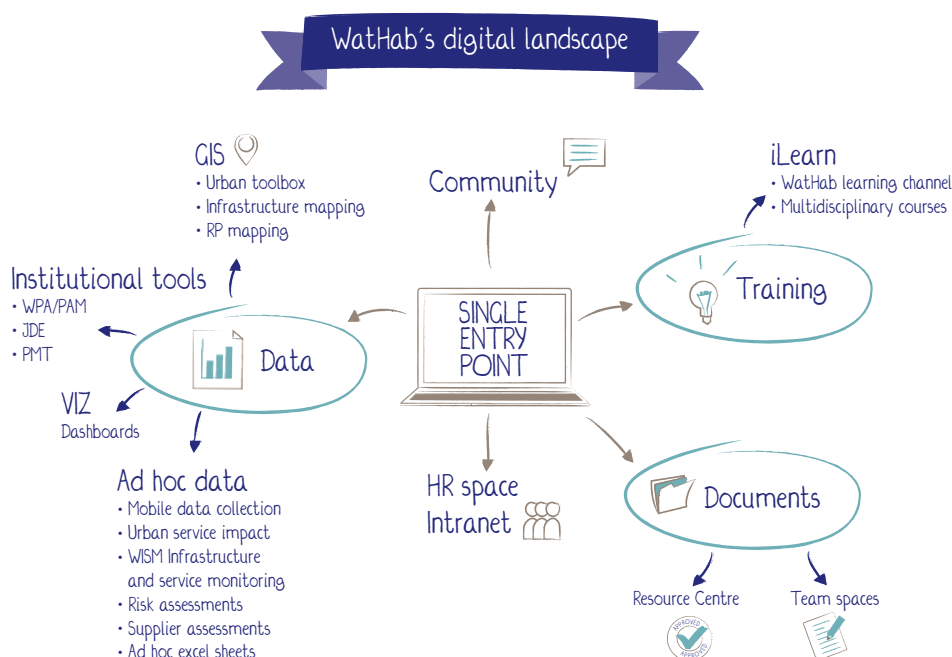 WatHab's digital landscape
GIS
• Urban toolbox
• Infrastructure mapping
• RP mapping
Community
iLearn
• WatHab learning channel
• Multidisciplinary courses
Institutional tools
• WPA/PAM
• JDE
• PMT
Training
SINGLE
ENTRY
POINT
Data
VIZ
Dashboards
Ad hoc data
• Mobile data collection
• Urban service impact
• WISM Infrastructure
and service monitoring
• Risk assessments
• Supplier assessments
• Ad hoc excel sheets
HR space
Intranet
Documents
Resource Centre
APPROVED
APPROVED
Team spaces